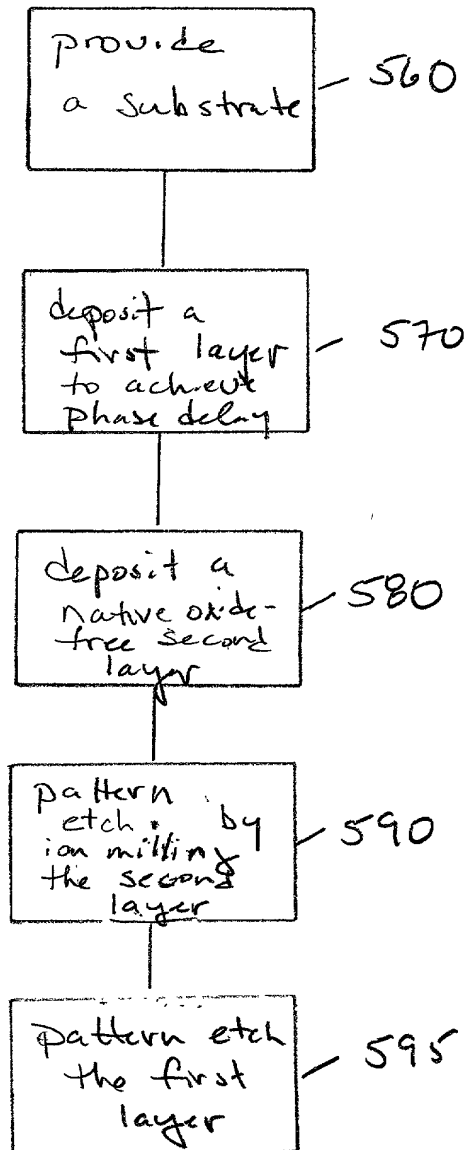 provide
a substrate
560
deposit a
first layer
to achieve
phase delay
570
deposit a
native oxide-
free second
layer
580
pattern
etch by
ion milling
the second
layer
590
pattern etch
the first
layer
595